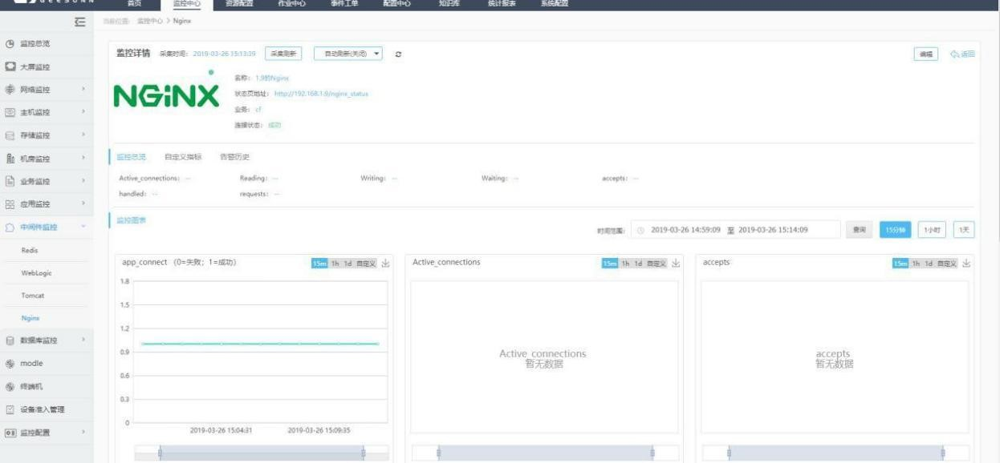 GEESUNN 首页 监控中心 资源配置 作业中心 事件工单 配置中心 知识库 统计报表 系统配置
当前位置: 监控中心 > Nginx
监控总览
大屏监控
网络监控
主机监控
存储监控
机房监控
业务监控
应用监控
中间件监控
Redis
WebLogic
Tomcat
Nginx
数据库监控
modle
终端机
设备准入管理
监控配置
监控详情 采集时间: 2019-03-26 15:13:39 采集刷新 自动刷新(关闭) 编辑 返回
NGiNX
名称: 1.9的Nginx
状态页地址: http://192.168.1.9/nginx_status
业务: cf
连接状态: 成功
监控总览 自定义指标 告警历史
Active_connections: -- Reading: -- Writing: -- Waiting: -- accepts: --
handled: -- requests: --
监控图表
时间范围: 2019-03-26 14:59:09 至 2019-03-26 15:14:09 查询 15分钟 1小时 1天
app_connect (0=失败; 1=成功) 15m 1h 1d 自定义
1.8
1.5
1.2
0.9
0.6
0.3
0
2019-03-26 15:04:31 2019-03-26 15:09:35
Active_connections 15m 1h 1d 自定义
Active_connections
暂无数据
accepts 15m 1h 1d 自定义
accepts
暂无数据